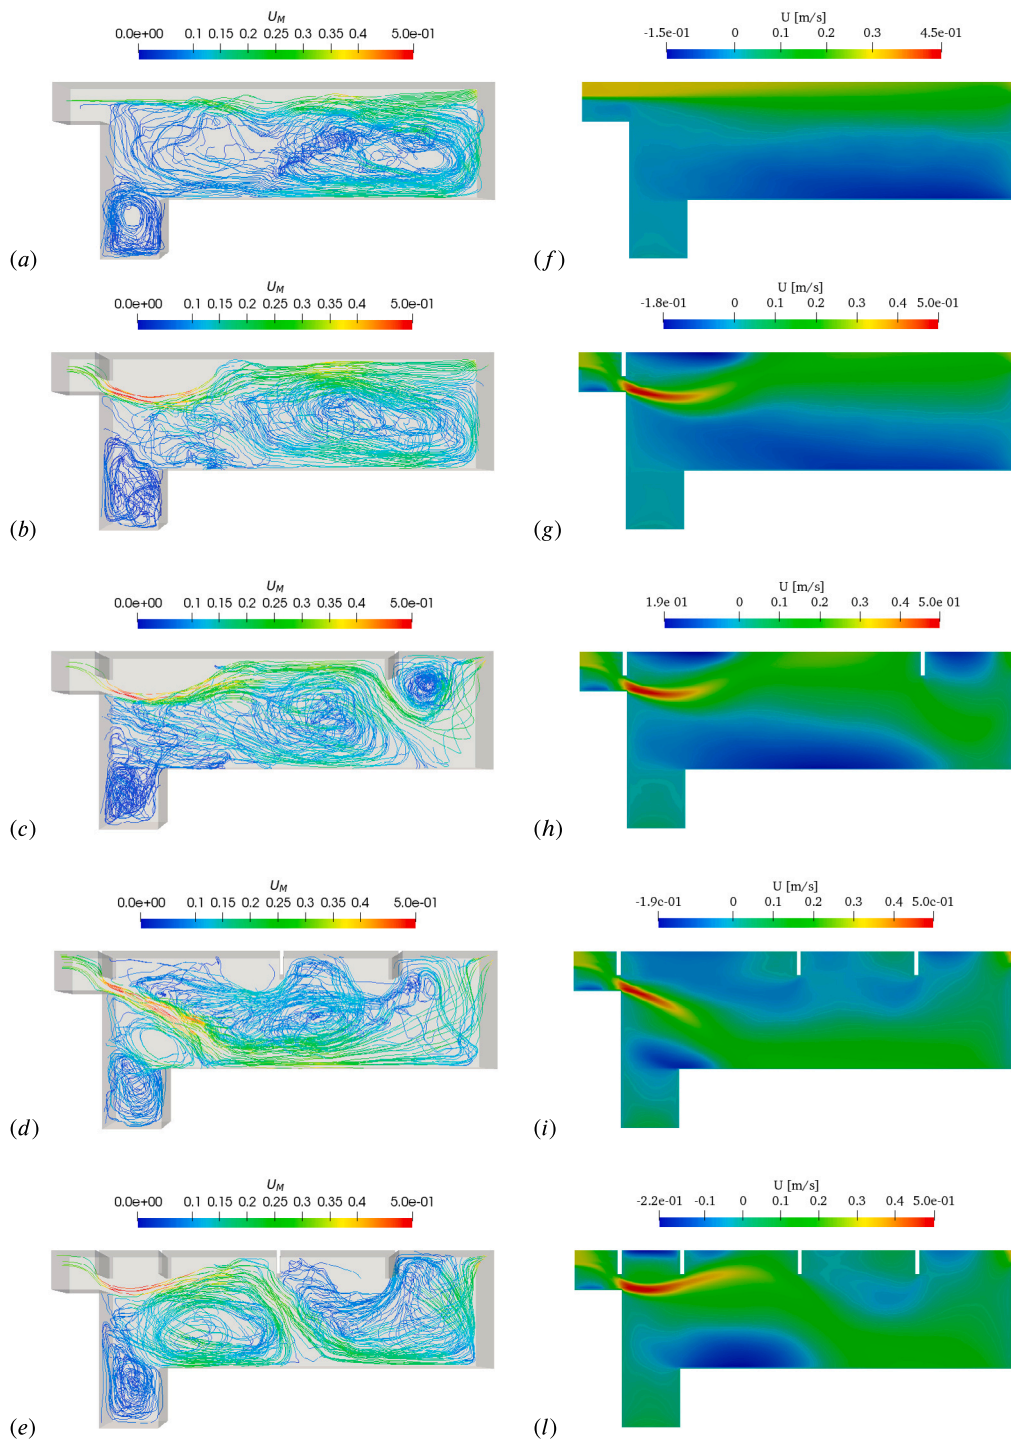 U_M
0.0e+00 0.1 0.15 0.2 0.25 0.3 0.35 0.4 5.0e-01
(a)
U [m/s]
-1.5e-01 0 0.1 0.2 0.3 4.5e-01
(f)
U_M
0.0e+00 0.1 0.15 0.2 0.25 0.3 0.35 0.4 5.0e-01
(b)
U [m/s]
-1.8e-01 0 0.1 0.2 0.3 0.4 5.0e-01
(g)
U_M
0.0e+00 0.1 0.15 0.2 0.25 0.3 0.35 0.4 5.0e-01
(c)
U [m/s]
1.9e 01 0 0.1 0.2 0.3 0.4 5.0e 01
(h)
U_M
0.0e+00 0.1 0.15 0.2 0.25 0.3 0.35 0.4 5.0e-01
(d)
U [m/s]
-1.9e-01 0 0.1 0.2 0.3 0.4 5.0e-01
(i)
U_M
0.0e+00 0.1 0.15 0.2 0.25 0.3 0.35 0.4 5.0e-01
(e)
U [m/s]
-2.2e-01 -0.1 0 0.1 0.2 0.3 0.4 5.0e-01
(l)